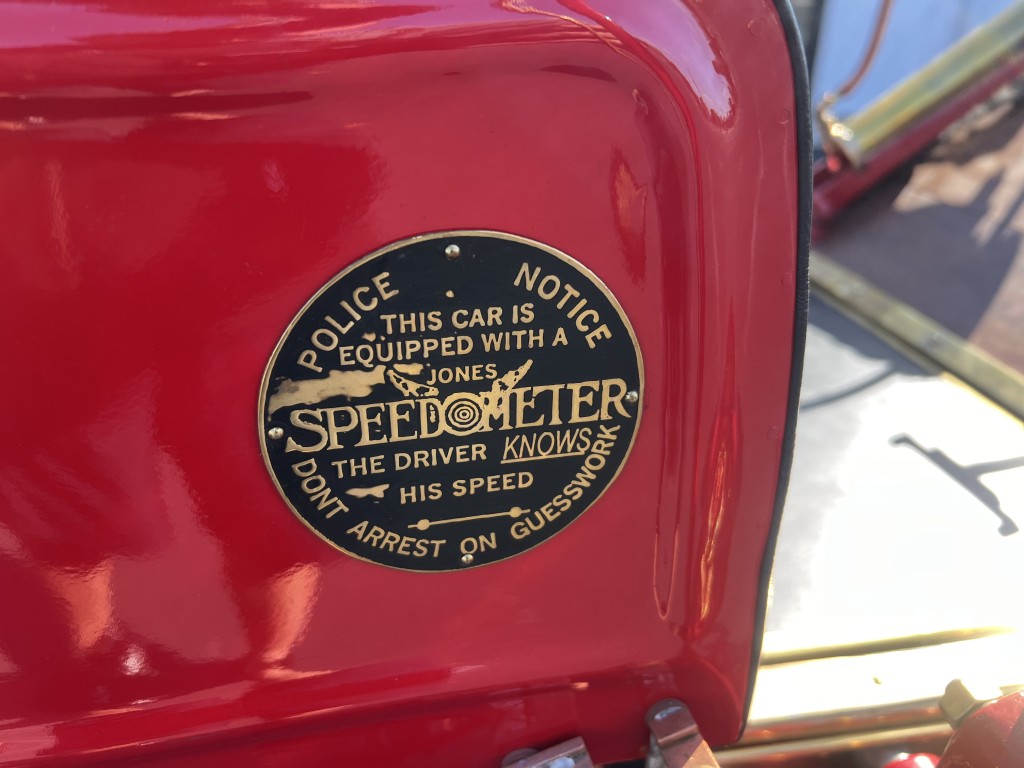 POLICE NOTICE
THIS CAR IS
EQUIPPED WITH A
JONES
SPEEDOMETER
THE DRIVER KNOWS
HIS SPEED
DONT ARREST ON GUESSWORK